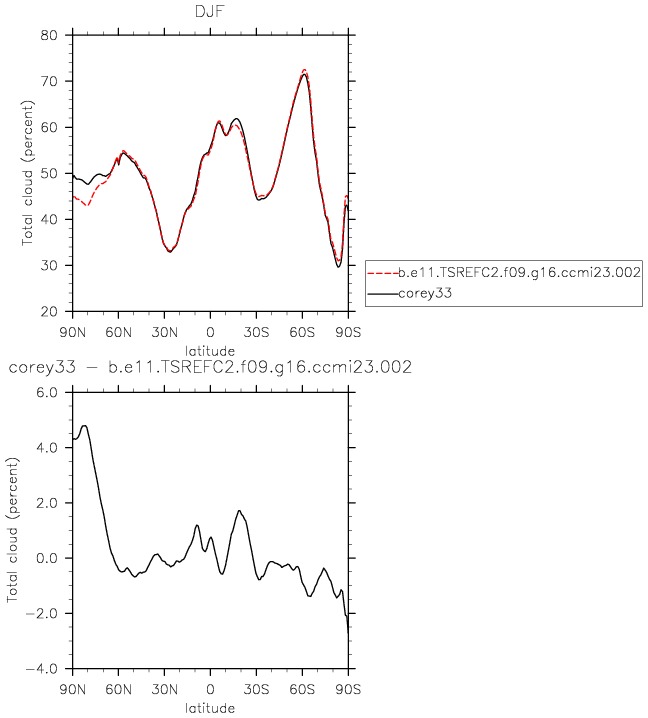 DJF
80
70
60
50
40
30
20
Total cloud (percent)
90N 60N 30N 0 30S 60S 90S
latitude
b.e11.TSREFC2.f09.g16.ccmi23.002
corey33
corey33 − b.e11.TSREFC2.f09.g16.ccmi23.002
6.0
4.0
2.0
0.0
−2.0
−4.0
Total cloud (percent)
90N 60N 30N 0 30S 60S 90S
latitude